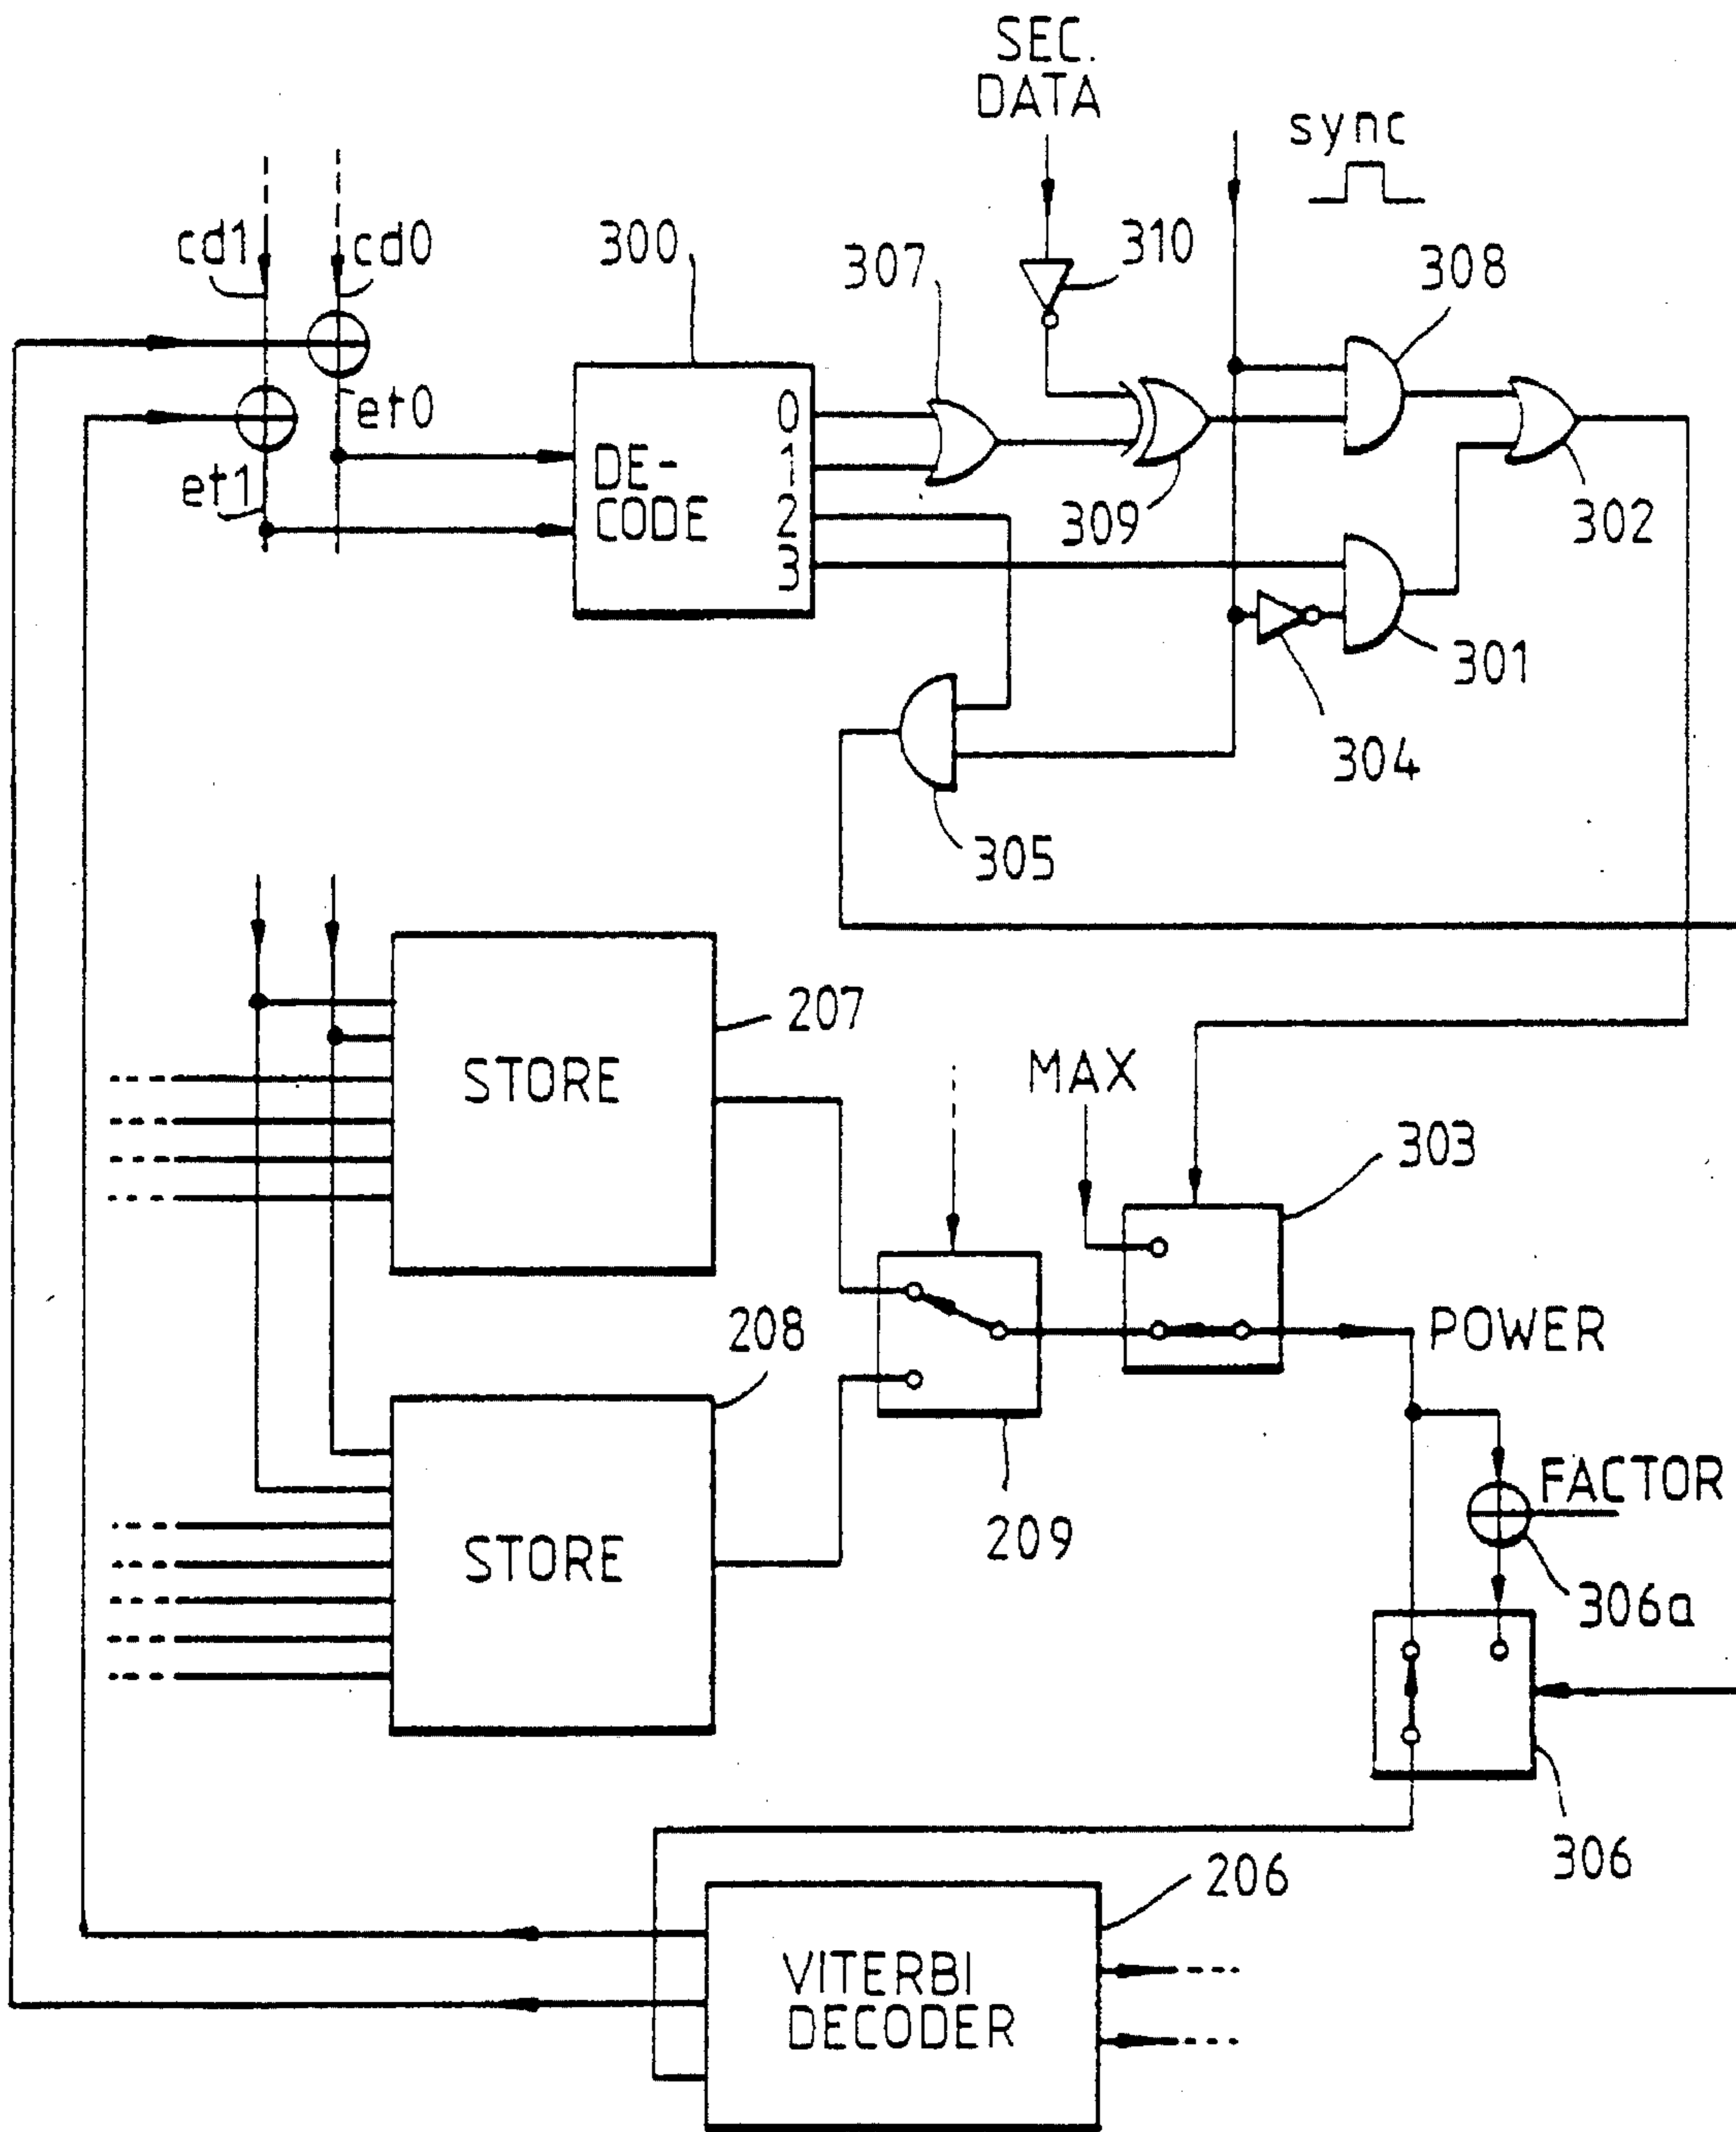 SEC.
DATA
sync
cd1
cd0
300
307
310
308
et0
et1
DE-
CODE
0
1
2
3
309
302
301
304
305
207
STORE
MAX
303
208
POWER
STORE
209
FACTOR
306a
306
206
VITERBI
DECODER